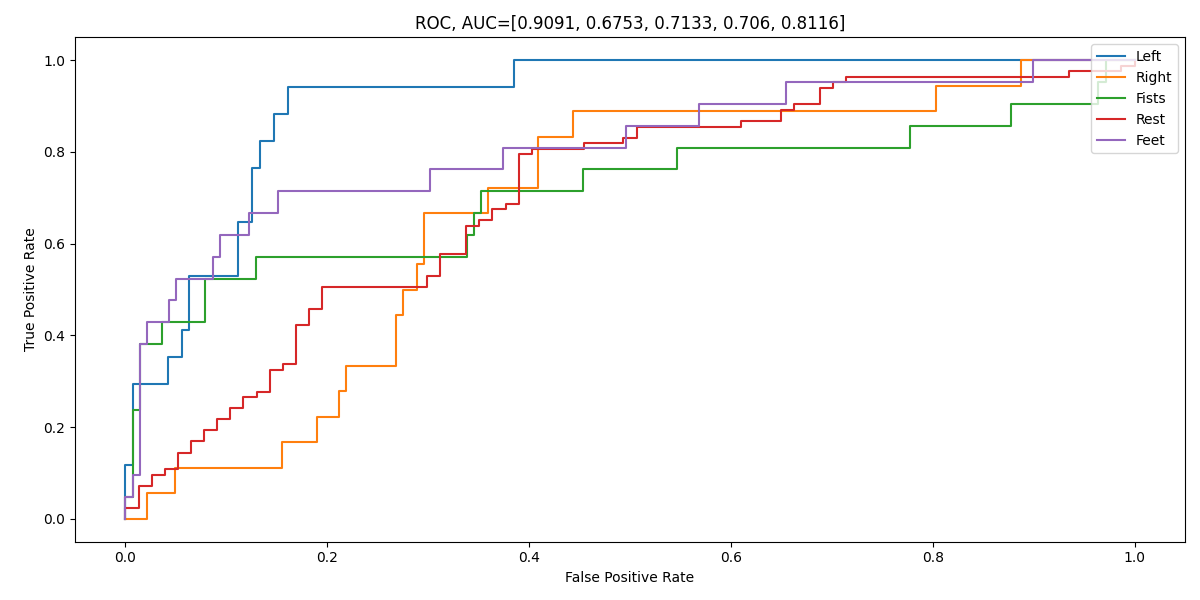 ROC, AUC=[0.9091, 0.6753, 0.7133, 0.706, 0.8116]
Left
Right
Fists
Rest
Feet
True Positive Rate
1.0
0.8
0.6
0.4
0.2
0.0
0.0 0.2 0.4 0.6 0.8 1.0
False Positive Rate